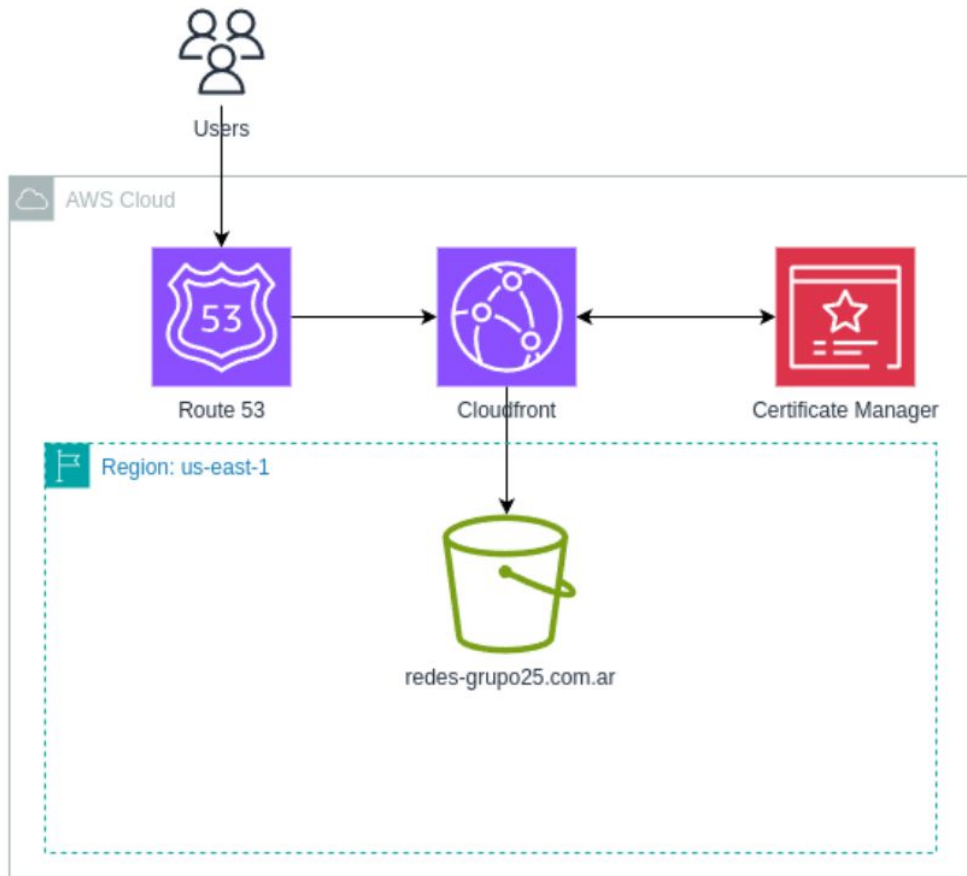 Users
AWS Cloud
53
Route 53
Cloudfront
Certificate Manager
Region: us-east-1
redes-grupo25.com.ar